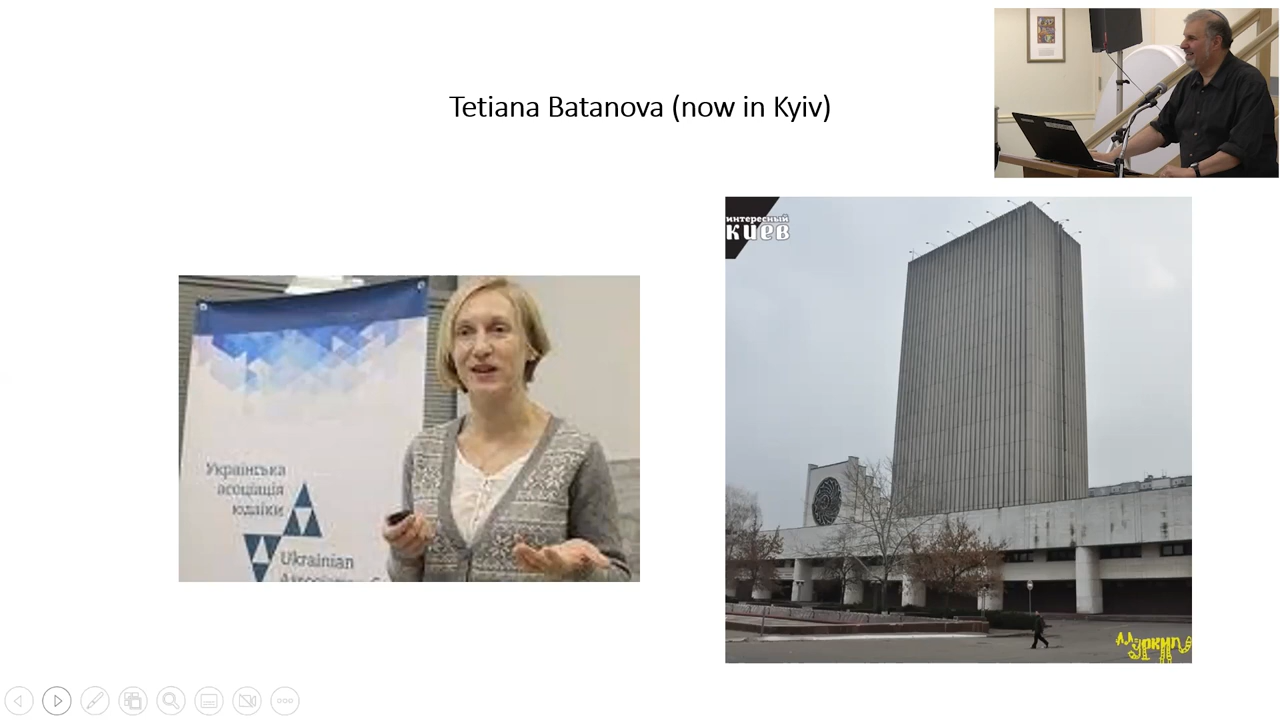 Tetiana Batanova (now in Kyiv)
интересный
киев
Українська
асоціація
юдаїки
Ukrainian